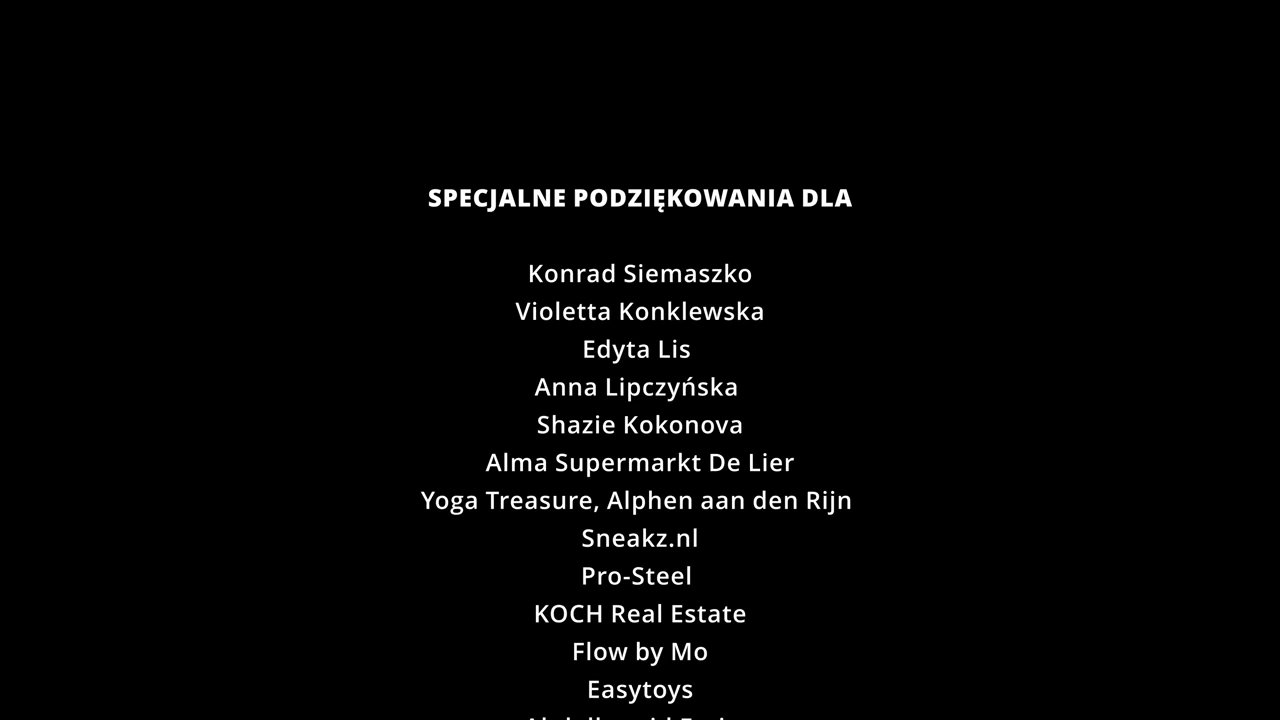 SPECJALNE PODZIĘKOWANIA DLA
Konrad Siemaszko
Violetta Konklewska
Edyta Lis
Anna Lipczyńska
Shazie Kokonova
Alma Supermarkt De Lier
Yoga Treasure, Alphen aan den Rijn
Sneakz.nl
Pro-Steel
KOCH Real Estate
Flow by Mo
Easytoys